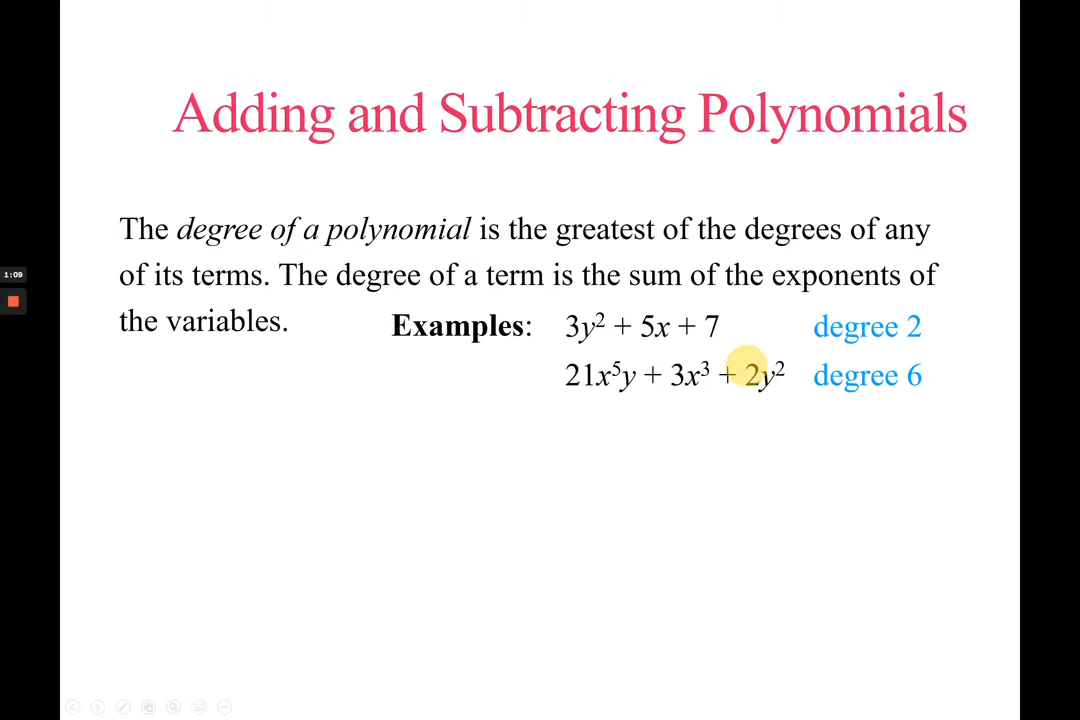 Adding and Subtracting Polynomials
The degree of a polynomial is the greatest of the degrees of any
of its terms. The degree of a term is the sum of the exponents of
the variables. Examples: 3y² + 5x + 7 degree 2
21x⁵y + 3x³ + 2y² degree 6
1:09